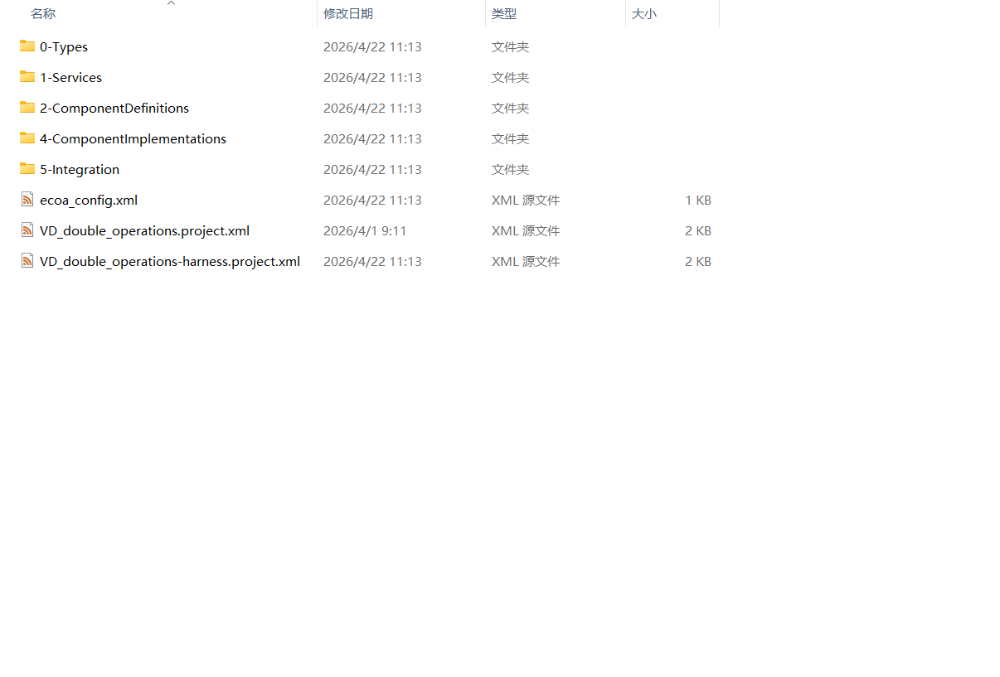 名称 修改日期 类型 大小
0-Types 2026/4/22 11:13 文件夹
1-Services 2026/4/22 11:13 文件夹
2-ComponentDefinitions 2026/4/22 11:13 文件夹
4-ComponentImplementations 2026/4/22 11:13 文件夹
5-Integration 2026/4/22 11:13 文件夹
ecoa_config.xml 2026/4/22 11:13 XML 源文件 1 KB
VD_double_operations.project.xml 2026/4/1 9:11 XML 源文件 2 KB
VD_double_operations-harness.project.xml 2026/4/22 11:13 XML 源文件 2 KB